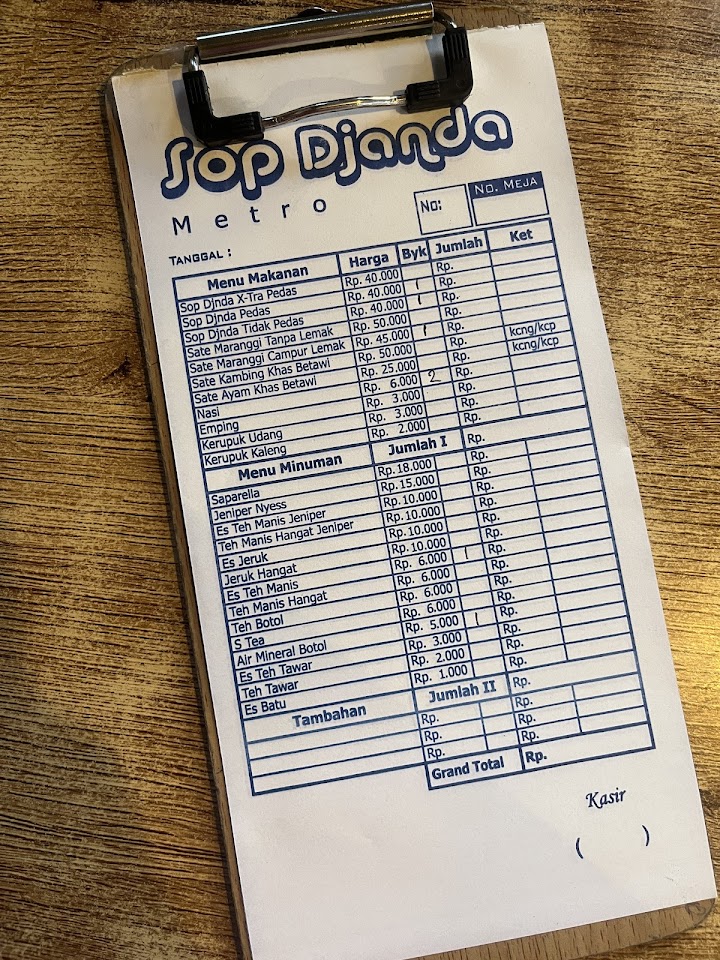 Sop Djanda
Metro
No:
No. Meja
Tanggal :
Menu Makanan Harga Byk Jumlah Ket
Sop Djnda X-Tra Pedas Rp. 40.000 Rp.
Sop Djnda Pedas Rp. 40.000 1 Rp.
Sop Djnda Tidak Pedas Rp. 40.000 1 Rp.
Sate Maranggi Tanpa Lemak Rp. 50.000 Rp.
Sate Maranggi Campur Lemak Rp. 45.000 1 Rp.
Sate Kambing Khas Betawi Rp. 50.000 Rp. kcng/kcp
Sate Ayam Khas Betawi Rp. 25.000 Rp. kcng/kcp
Nasi Rp. 6.000 2 Rp.
Emping Rp. 3.000 Rp.
Kerupuk Udang Rp. 3.000 Rp.
Kerupuk Kaleng Rp. 2.000 Rp.
Menu Minuman Jumlah I Rp.
Saparella Rp. 18.000 Rp.
Jeniper Nyess Rp. 15.000 Rp.
Es Teh Manis Jeniper Rp. 10.000 Rp.
Teh Manis Hangat Jeniper Rp. 10.000 Rp.
Es Jeruk Rp. 10.000 Rp.
Jeruk Hangat Rp. 10.000 Rp.
Es Teh Manis Rp. 6.000 1 Rp.
Teh Manis Hangat Rp. 6.000 Rp.
Teh Botol Rp. 6.000 Rp.
S Tea Rp. 6.000 Rp.
Air Mineral Botol Rp. 5.000 1 Rp.
Es Teh Tawar Rp. 3.000 Rp.
Teh Tawar Rp. 2.000 Rp.
Es Batu Rp. 1.000 Rp.
Tambahan Jumlah II Rp.
Rp. Rp.
Rp. Rp.
Rp. Rp.
Grand Total Rp.
Kasir
( )